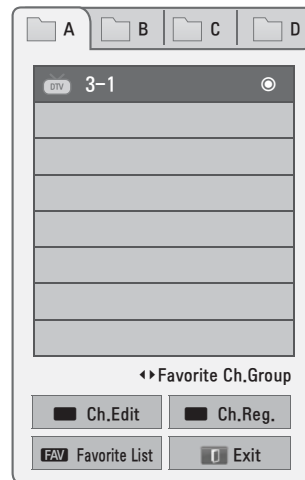 A B C D
DTV 3-1
Favorite Ch.Group
Ch.Edit Ch.Reg.
FAV Favorite List Exit